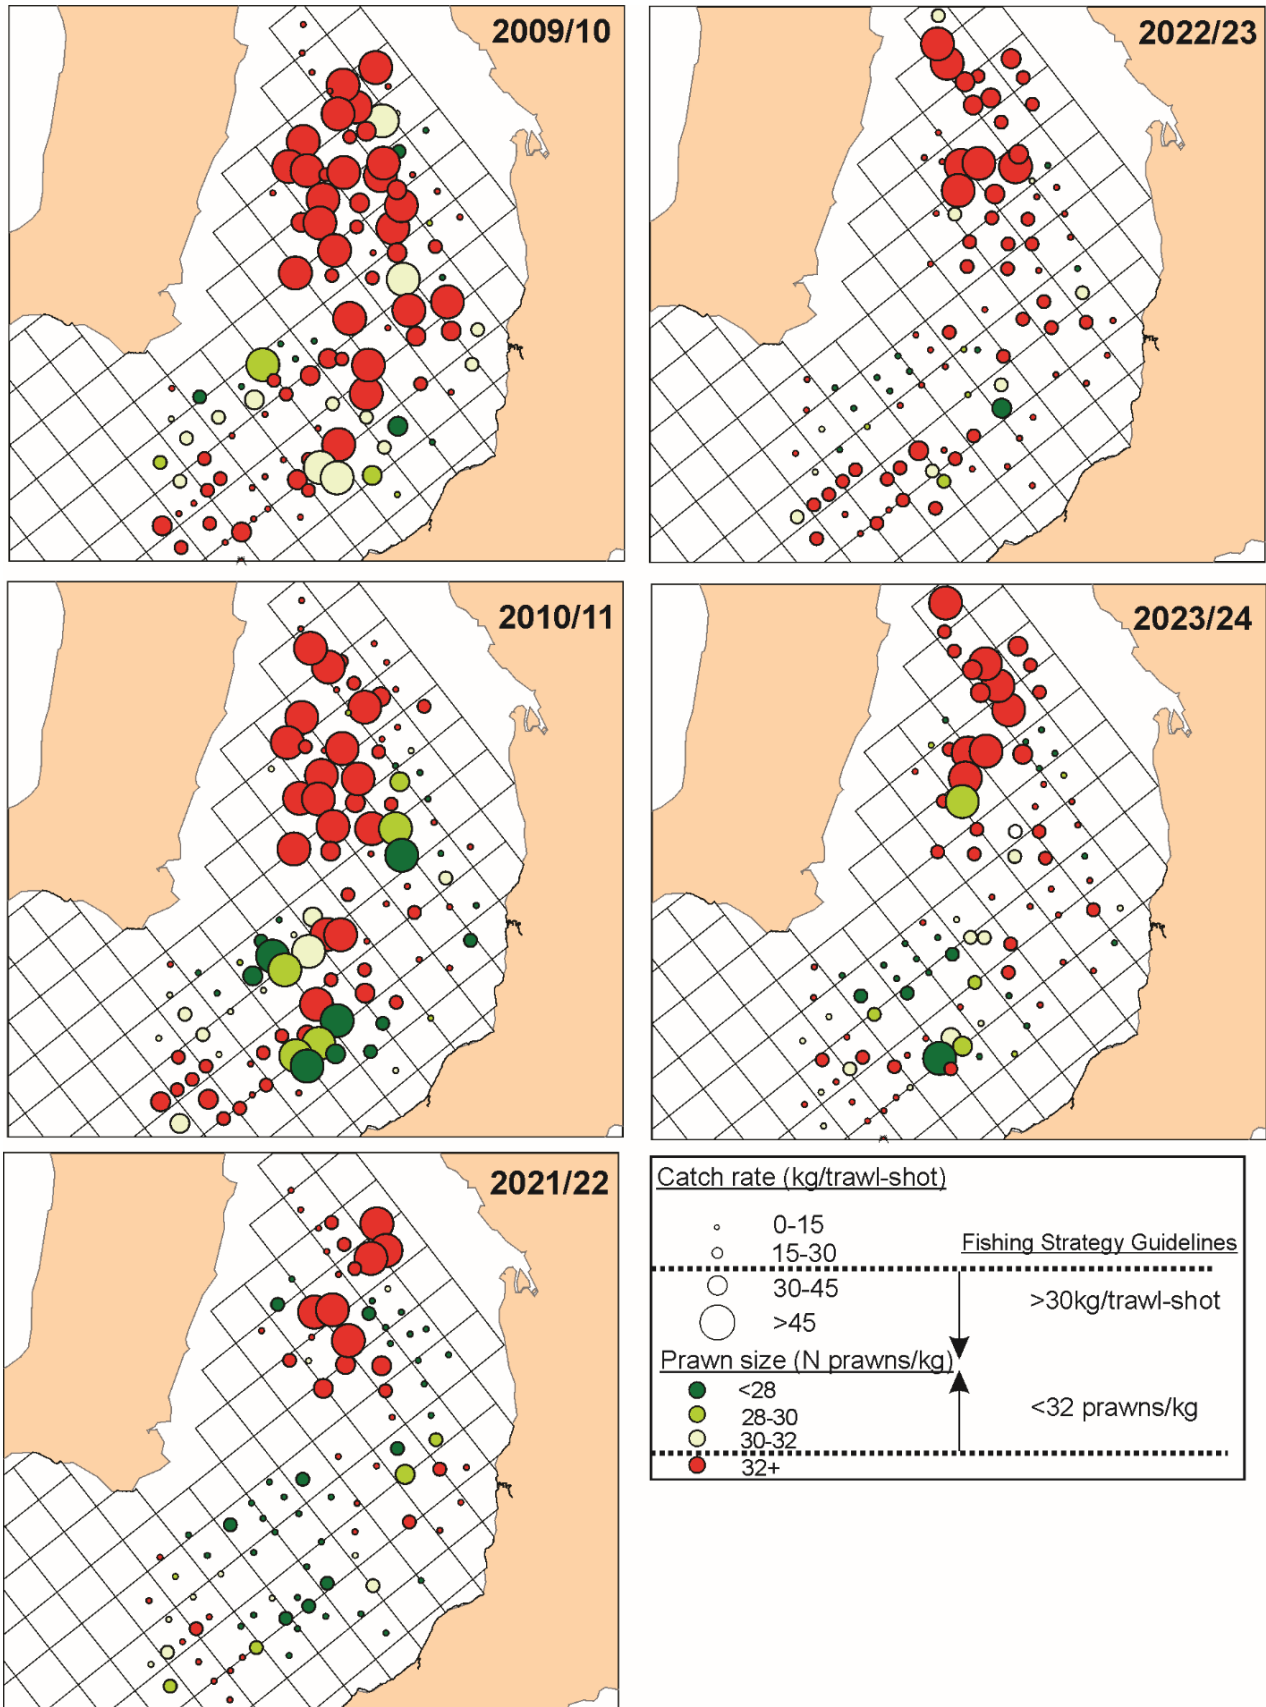 2009/10
2022/23
2010/11
2023/24
2021/22
Catch rate (kg/trawl-shot)
0-15
15-30
Fishing Strategy Guidelines
30-45
>30kg/trawl-shot
>45
Prawn size (N prawns/kg)
<28
28-30
<32 prawns/kg
30-32
32+